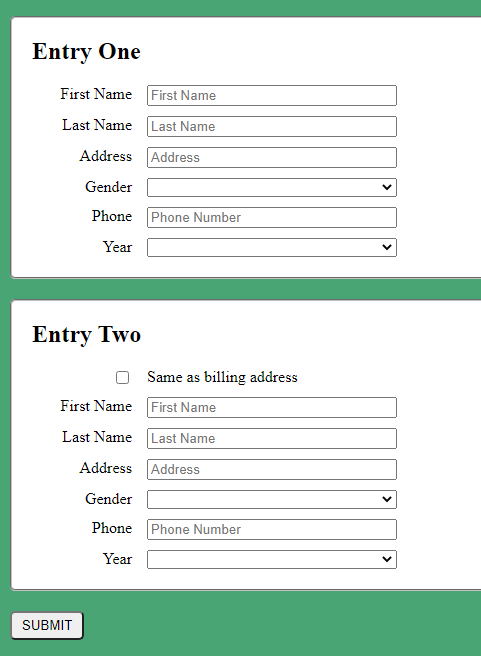 Entry One
First Name First Name
Last Name Last Name
Address Address
Gender
Phone Phone Number
Year
Entry Two
Same as billing address
First Name First Name
Last Name Last Name
Address Address
Gender
Phone Phone Number
Year
SUBMIT